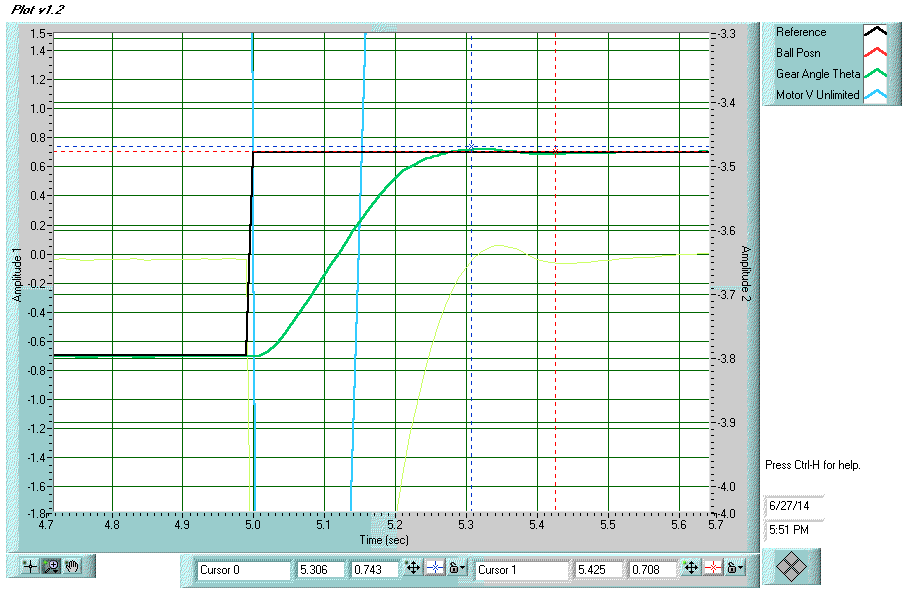 Plot v1.2
1.5
1.4
1.2
1.0
0.8
0.6
0.4
0.2
0.0
-0.2
-0.4
-0.6
-0.8
-1.0
-1.2
-1.4
-1.6
-1.8
Amplitude 1
-3.3
-3.4
-3.5
-3.6
-3.7
-3.8
-3.9
-4.0
-4.0
Amplitude 2
4.7 4.8 4.9 5.0 5.1 5.2 5.3 5.4 5.5 5.6 5.7
Time (sec)
Reference
Ball Posn
Gear Angle Theta
Motor V Unlimited
Press Ctrl-H for help.
6/27/14
5:51 PM
Cursor 0 5.306 0.743 Cursor 1 5.425 0.708